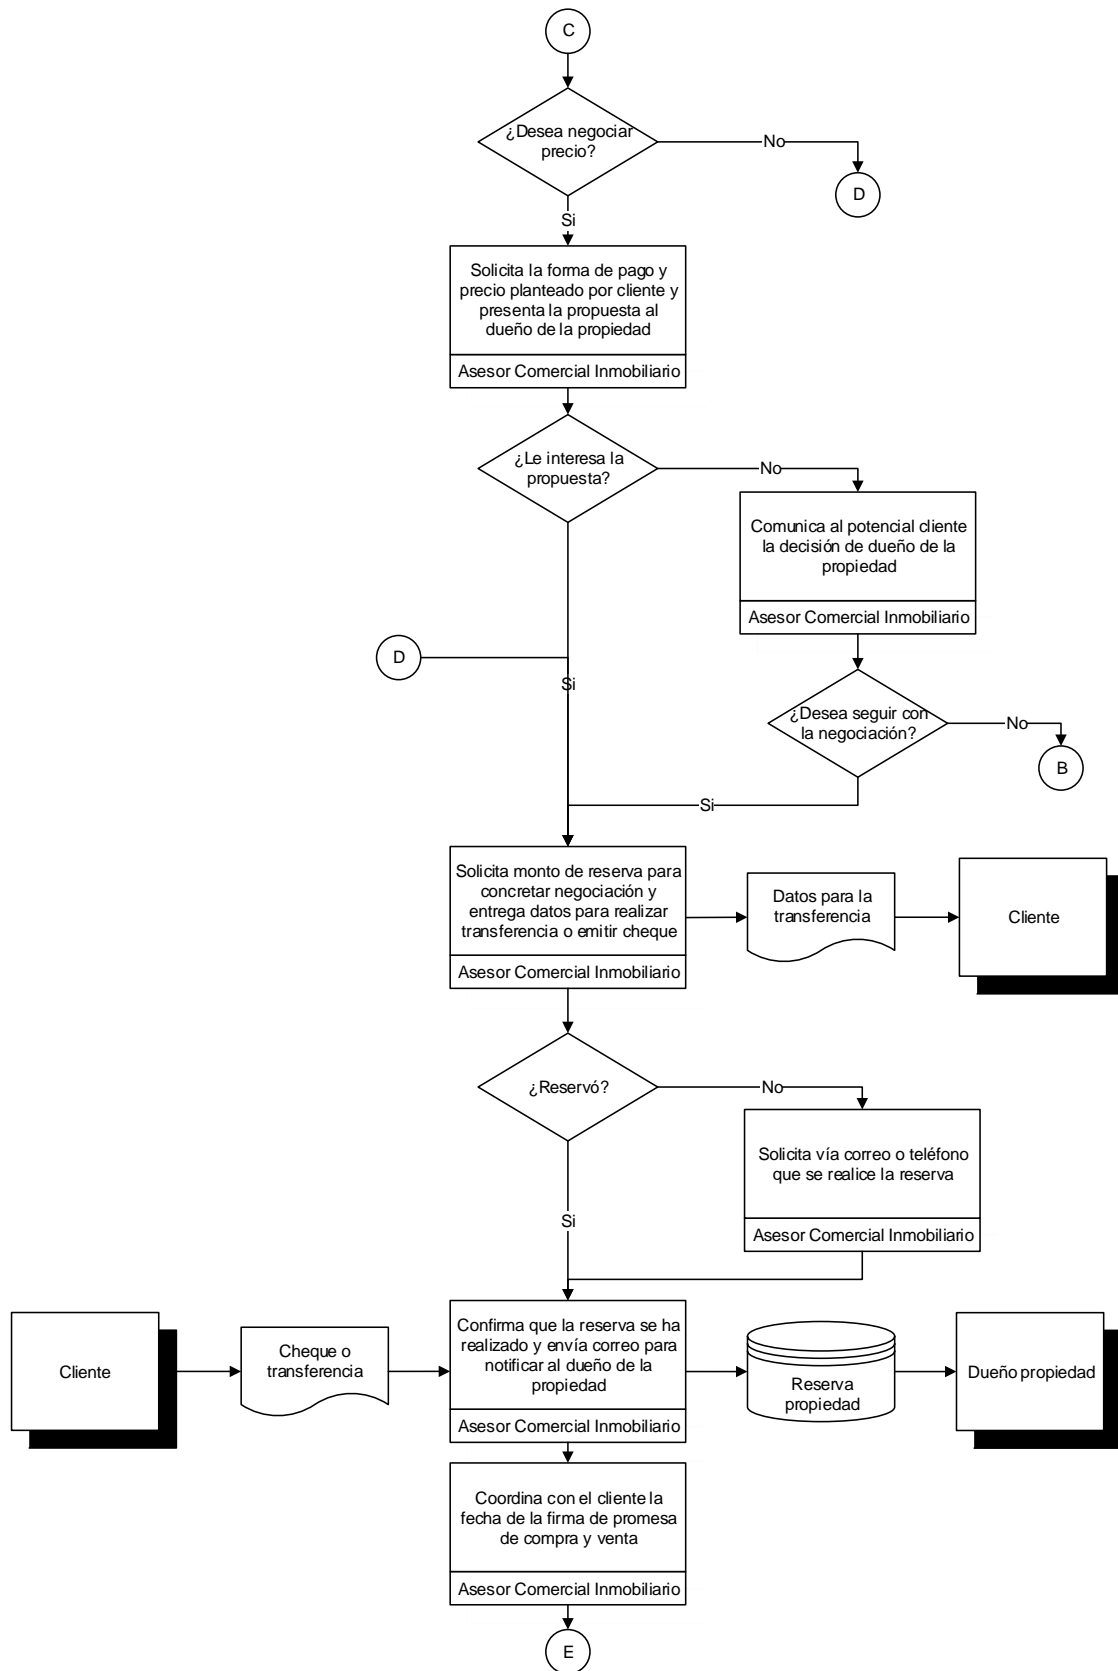 C
¿Desea negociar
precio?
No
D
Si
Solicita la forma de pago y
precio planteado por cliente y
presenta la propuesta al
dueño de la propiedad
Asesor Comercial Inmobiliario
¿Le interesa la
propuesta?
No
Comunica al potencial cliente
la decisión de dueño de la
propiedad
Asesor Comercial Inmobiliario
D
Si
¿Desea seguir con
la negociación?
No
B
Si
Solicita monto de reserva para
concretar negociación y
entrega datos para realizar
transferencia o emitir cheque
Asesor Comercial Inmobiliario
Datos para la
transferencia
Cliente
¿Reservó?
No
Solicita vía correo o teléfono
que se realice la reserva
Asesor Comercial Inmobiliario
Si
Cliente
Cheque o
transferencia
Confirma que la reserva se ha
realizado y envía correo para
notificar al dueño de la
propiedad
Asesor Comercial Inmobiliario
Reserva
propiedad
Dueño propiedad
Coordina con el cliente la
fecha de la firma de promesa
de compra y venta
Asesor Comercial Inmobiliario
E